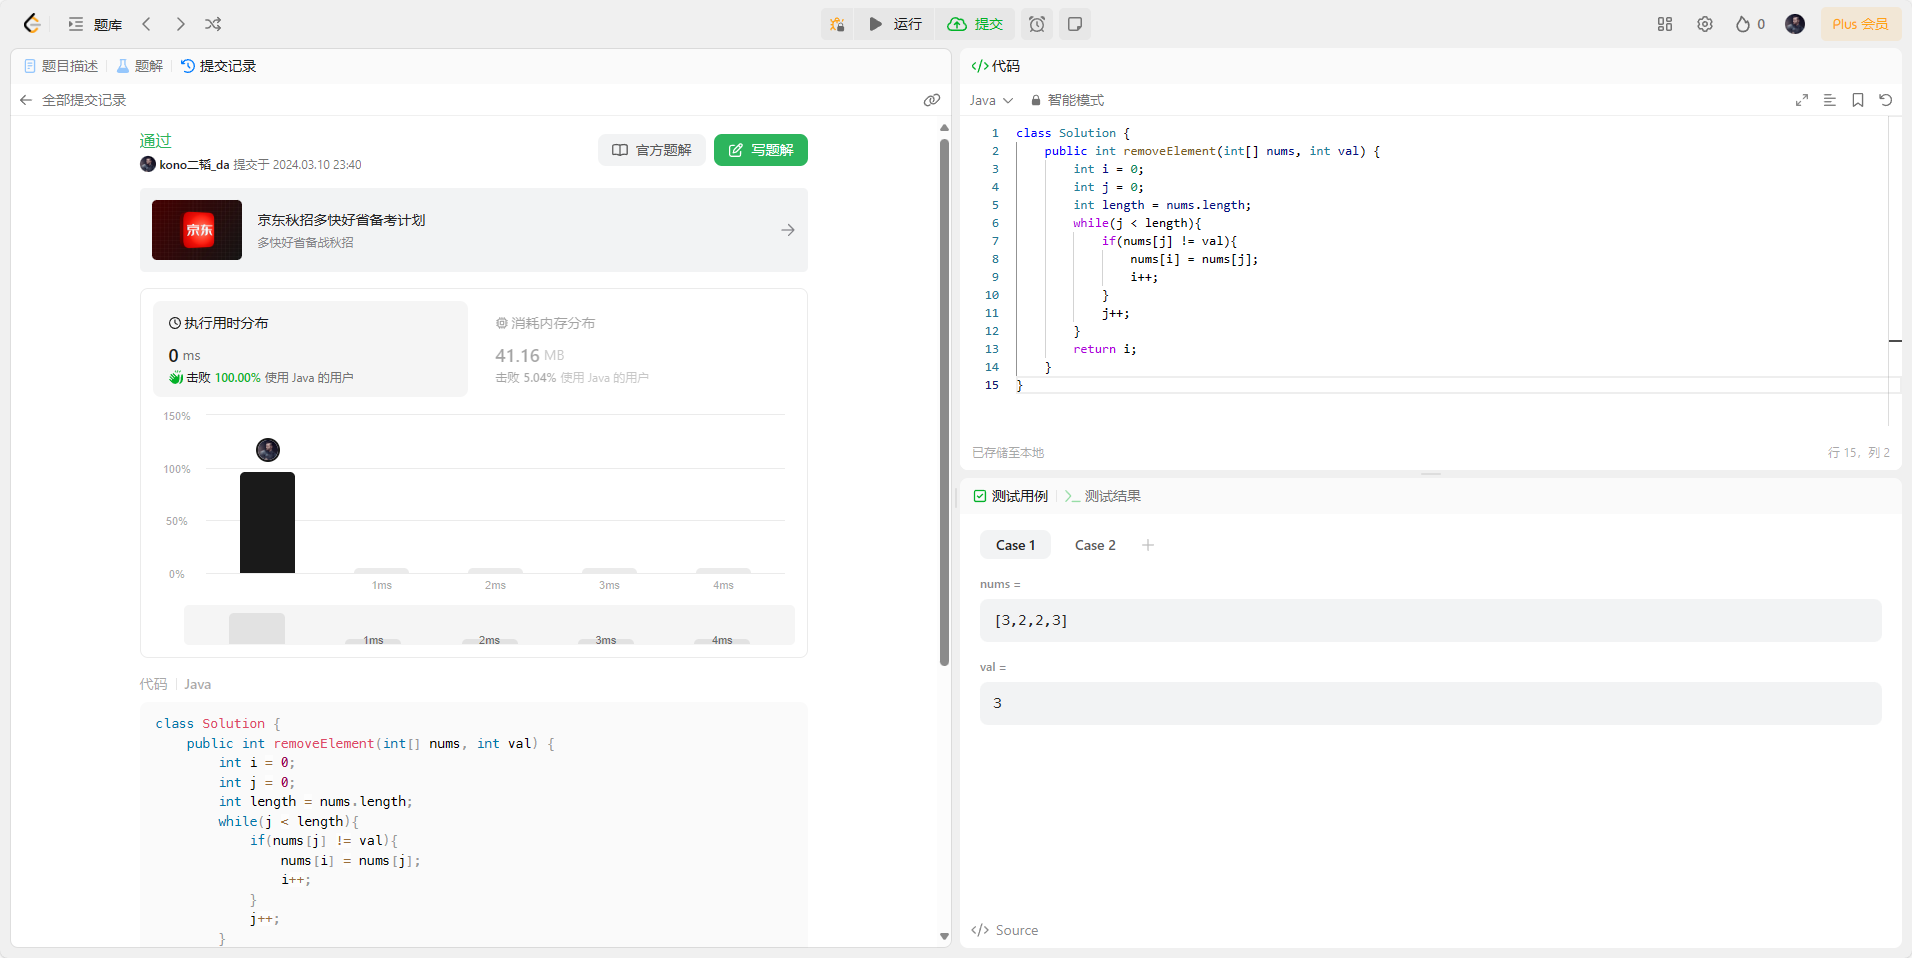 题库
运行
提交
0
Plus 会员
题目描述
题解
提交记录
全部提交记录
通过
kono二韬_da 提交于 2024.03.10 23:40
官方题解
写题解
京东
京东秋招多快好省备考计划
多快好省备战秋招
执行用时分布
0 ms
击败 100.00% 使用 Java 的用户
消耗内存分布
41.16 MB
击败 5.04% 使用 Java 的用户
150%
100%
50%
0%
1ms
2ms
3ms
4ms
1ms
2ms
3ms
4ms
代码
Java
class Solution {
public int removeElement(int[] nums, int val) {
int i = 0;
int j = 0;
int length = nums.length;
while(j < length){
if(nums[j] != val){
nums[i] = nums[j];
i++;
}
j++;
}
</> 代码
Java
智能模式
1 class Solution {
2 public int removeElement(int[] nums, int val) {
3 int i = 0;
4 int j = 0;
5 int length = nums.length;
6 while(j < length){
7 if(nums[j] != val){
8 nums[i] = nums[j];
9 i++;
10 }
11 j++;
12 }
13 return i;
14 }
15 }
已存储至本地
行 15，列 2
测试用例
测试结果
Case 1
Case 2
nums =
[3,2,2,3]
val =
3
</> Source